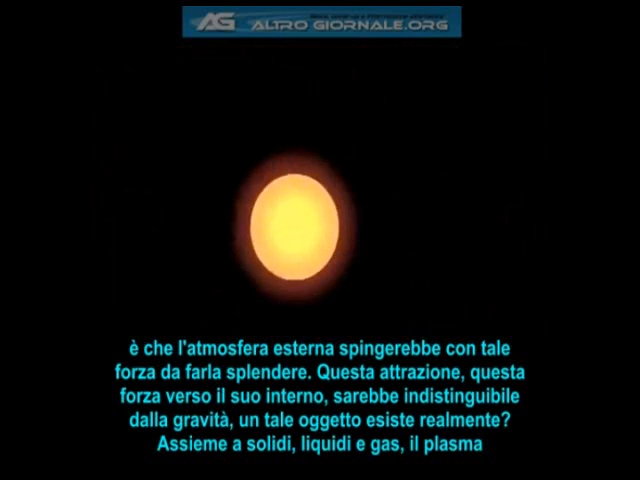 AG ALTRO GIORNALE.ORG
è che l'atmosfera esterna spingerebbe con tale
forza da farla splendere. Questa attrazione, questa
forza verso il suo interno, sarebbe indistinguibile
dalla gravità, un tale oggetto esiste realmente?
Assieme a solidi, liquidi e gas, il plasma